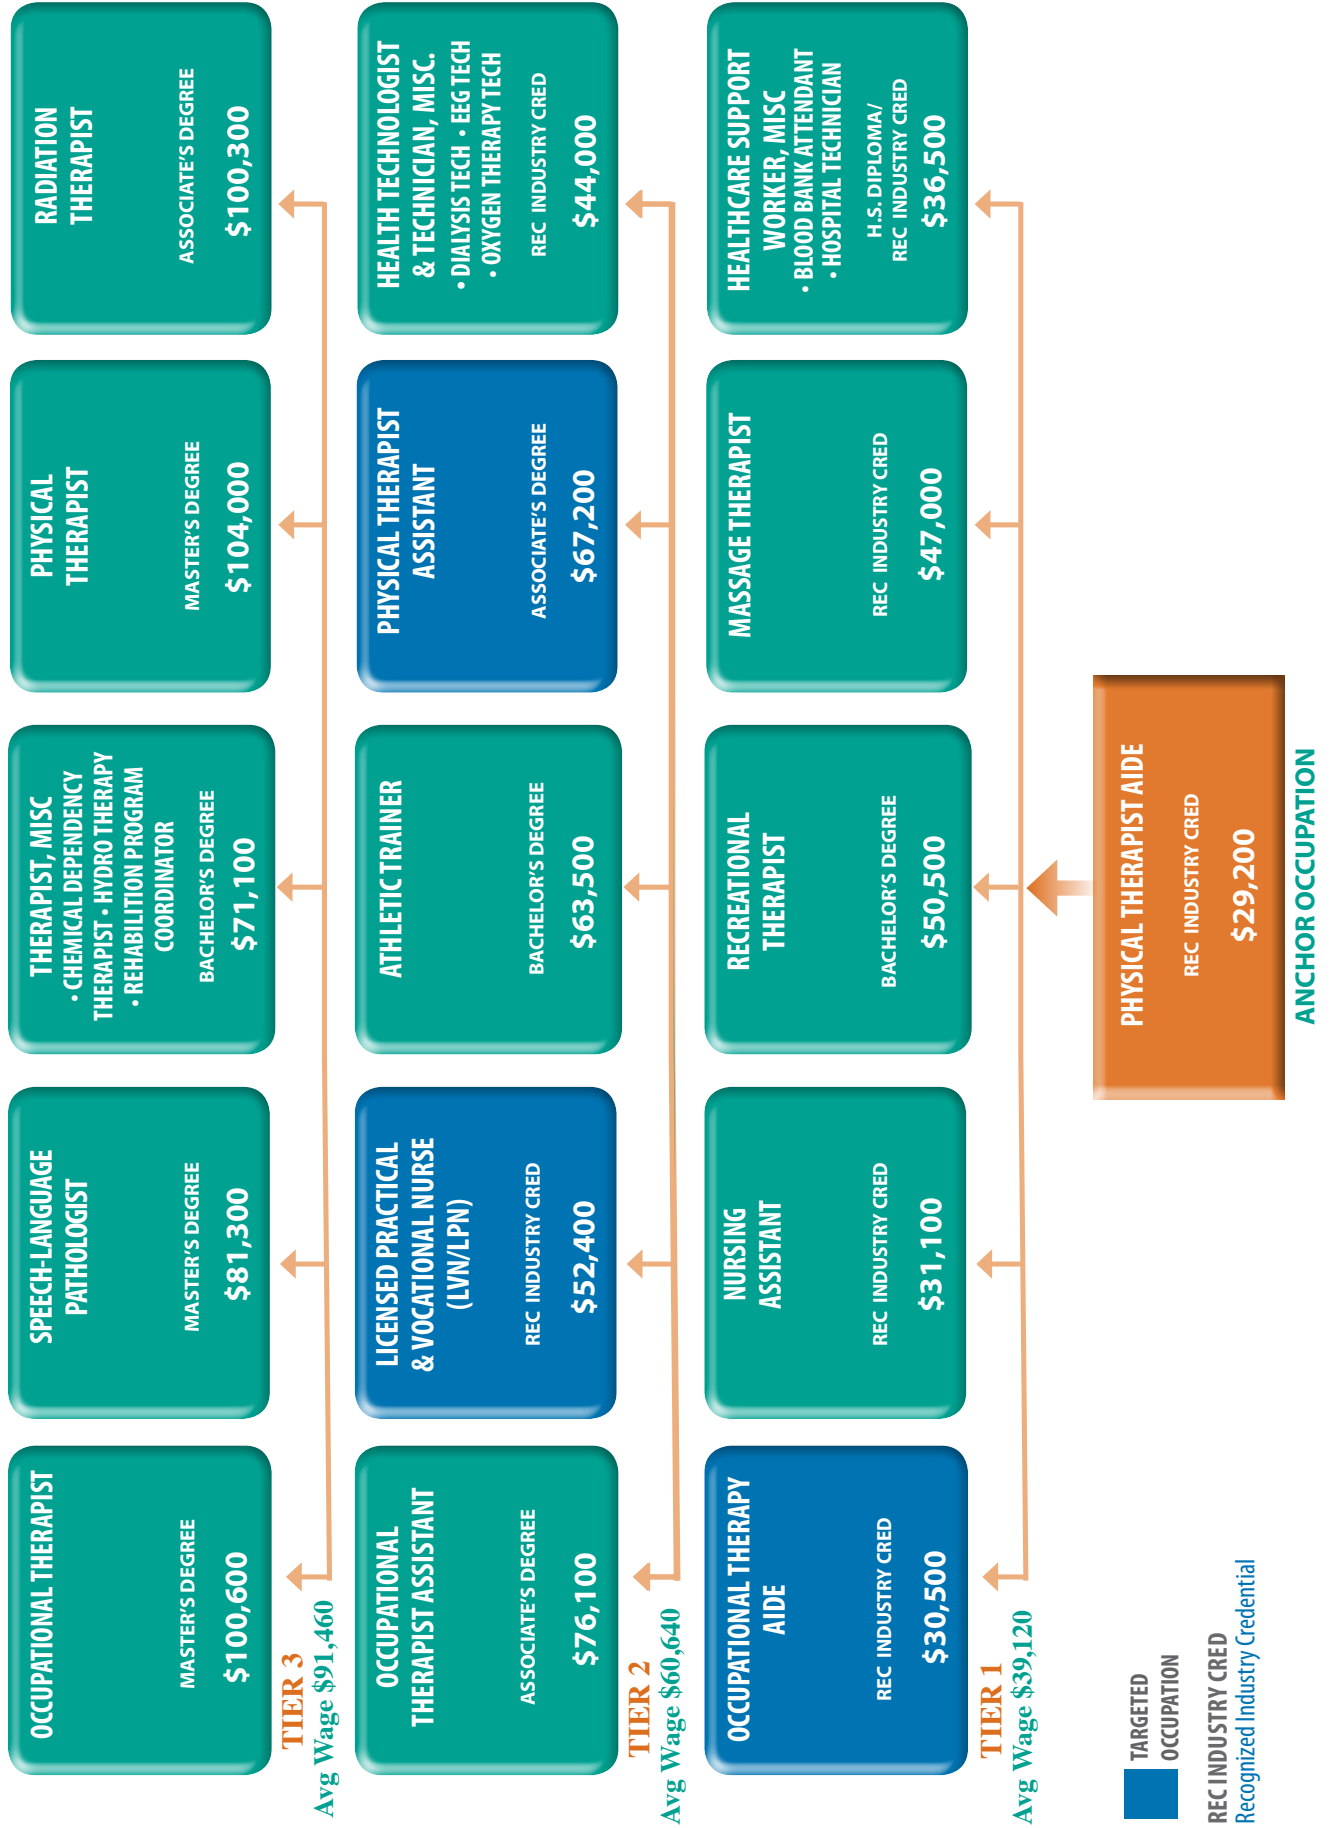 OCCUPATIONAL THERAPIST
MASTER'S DEGREE
$100,600
SPEECH-LANGUAGE
PATHOLOGIST
MASTER'S DEGREE
$81,300
THERAPIST, MISC
• CHEMICAL DEPENDENCY
THERAPIST • HYDRO THERAPY
• REHABILITION PROGRAM
COORDINATOR
BACHELOR'S DEGREE
$71,100
PHYSICAL
THERAPIST
MASTER'S DEGREE
$104,000
RADIATION
THERAPIST
ASSOCIATE'S DEGREE
$100,300
TIER 3
Avg Wage $91,460
OCCUPATIONAL
THERAPIST ASSISTANT
ASSOCIATE'S DEGREE
$76,100
LICENSED PRACTICAL
& VOCATIONAL NURSE
(LVN/LPN)
REC INDUSTRY CRED
$52,400
ATHLETIC TRAINER
BACHELOR'S DEGREE
$63,500
PHYSICAL THERAPIST
ASSISTANT
ASSOCIATE'S DEGREE
$67,200
HEALTH TECHNOLOGIST
& TECHNICIAN, MISC.
• DIALYSIS TECH • EEG TECH
• OXYGEN THERAPY TECH
REC INDUSTRY CRED
$44,000
TIER 2
Avg Wage $60,640
OCCUPATIONAL THERAPY
AIDE
REC INDUSTRY CRED
$30,500
NURSING
ASSISTANT
REC INDUSTRY CRED
$31,100
RECREATIONAL
THERAPIST
BACHELOR'S DEGREE
$50,500
MASSAGE THERAPIST
REC INDUSTRY CRED
$47,000
HEALTHCARE SUPPORT
WORKER, MISC
• BLOOD BANK ATTENDANT
• HOSPITAL TECHNICIAN
H.S. DIPLOMA/
REC INDUSTRY CRED
$36,500
TIER 1
Avg Wage $39,120
PHYSICAL THERAPIST AIDE
REC INDUSTRY CRED
$29,200
ANCHOR OCCUPATION
TARGETED
OCCUPATION
REC INDUSTRY CRED
Recognized Industry Credential